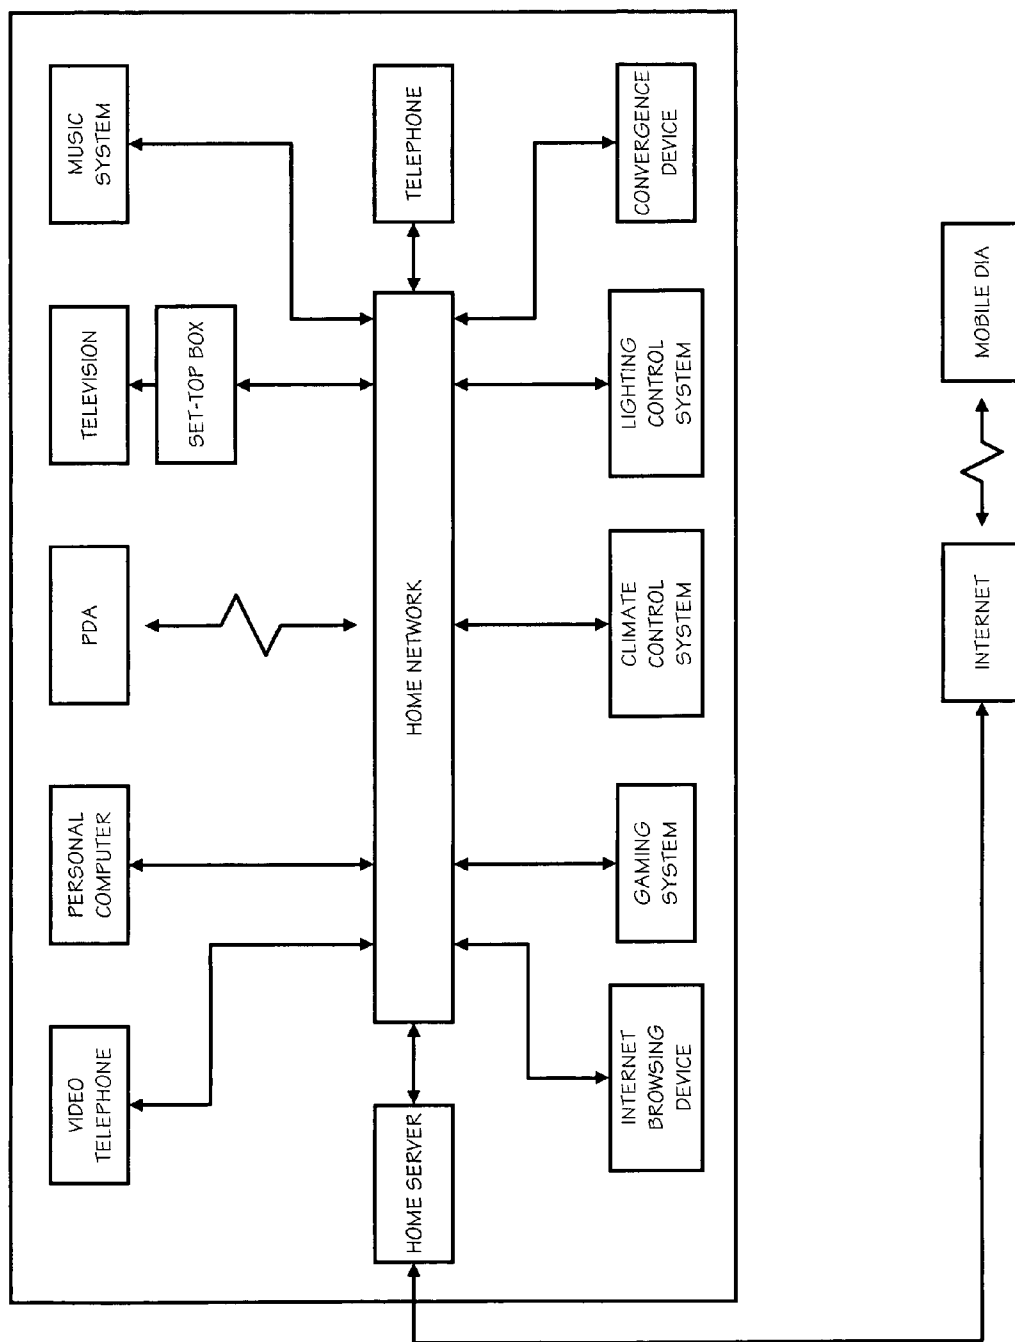 VIDEO
TELEPHONE
PERSONAL
COMPUTER
PDA
TELEVISION
MUSIC
SYSTEM
SET-TOP BOX
HOME SERVER
HOME NETWORK
TELEPHONE
INTERNET
BROWSING
DEVICE
GAMING
SYSTEM
CLIMATE
CONTROL
SYSTEM
LIGHTING
CONTROL
SYSTEM
CONVERGENCE
DEVICE
INTERNET
MOBILE DIA